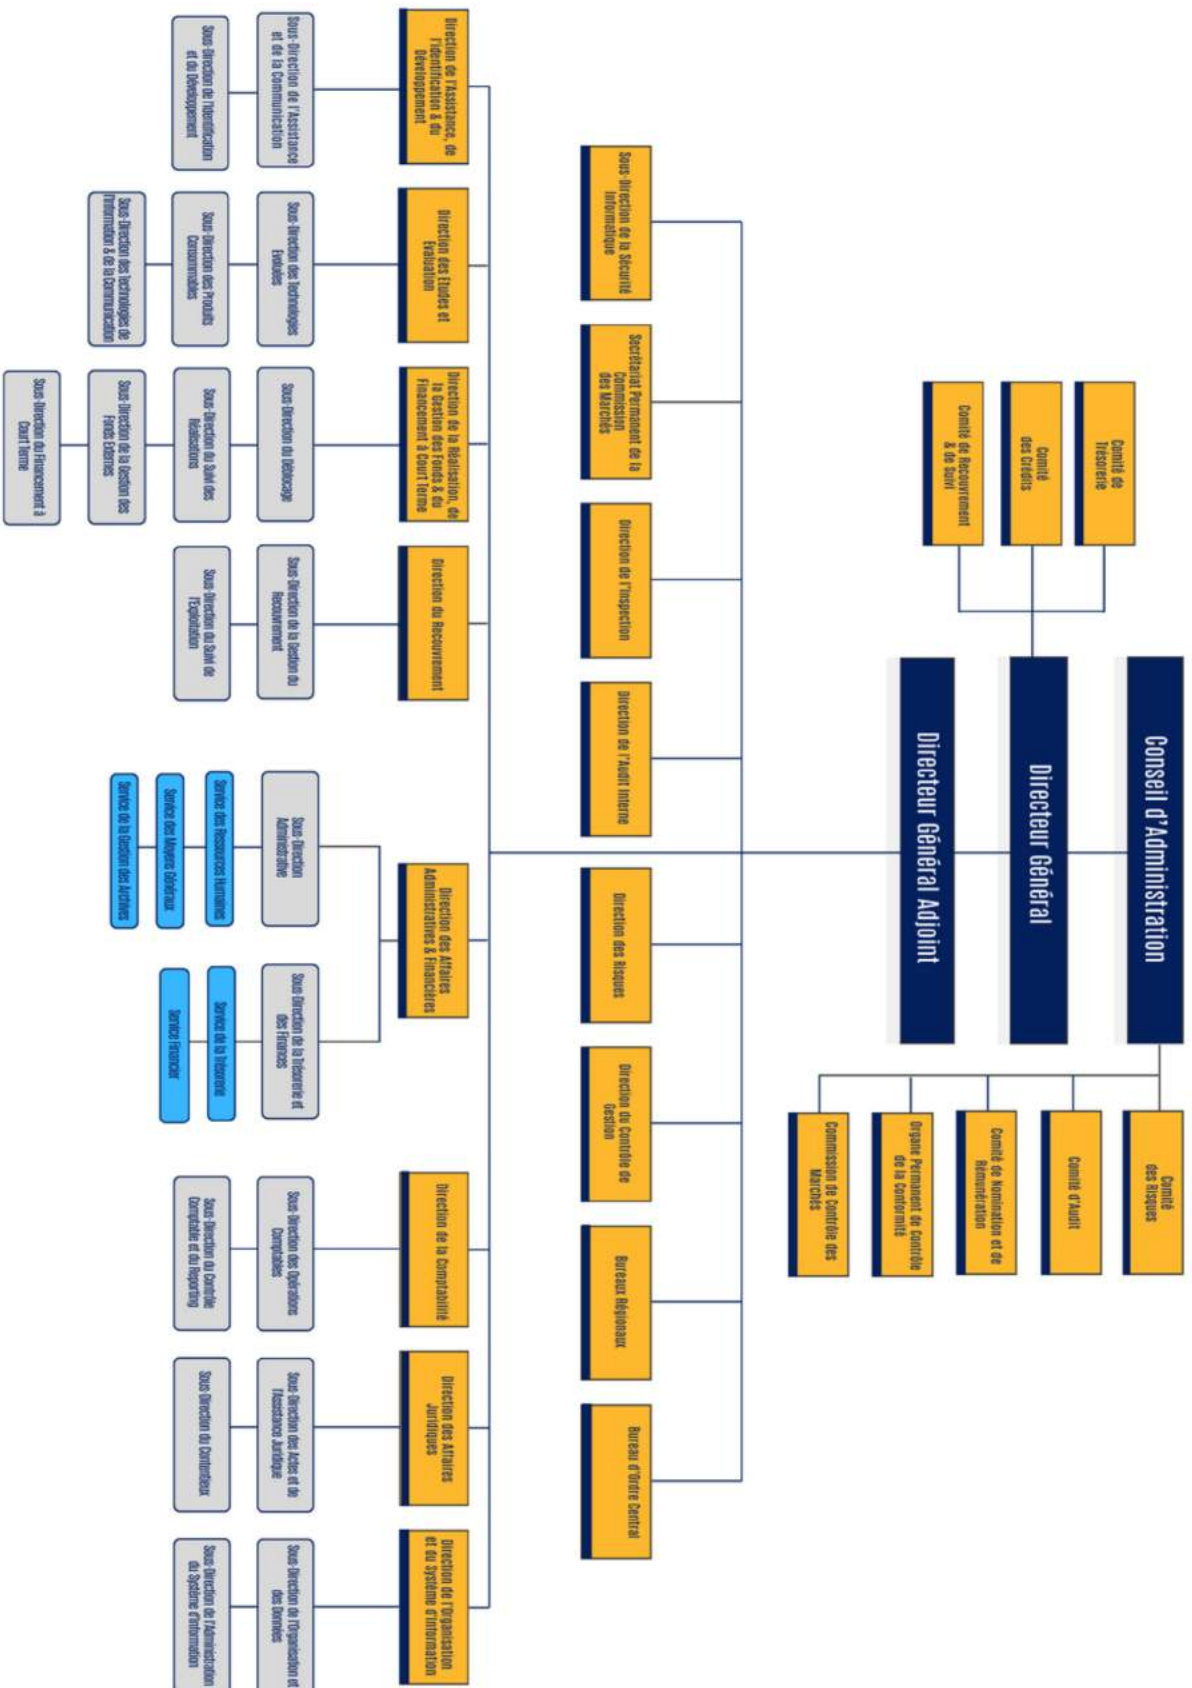 Conseil d'Administration
Directeur Général
Directeur Général Adjoint
Comité de
Trésorerie
Comité
des Crédits
Comité de Recouvrement
& de Suivi
Comité
des Risques
Comité d'Audit
Comité de Nomination et de
Rémunération
Organe Permanent de Contrôle
de la Conformité
Commission de Contrôle des
Marchés
Sous-Direction de la Sécurité
Informatique
Secrétariat Permanent de la
Commission
des Marchés
Direction de l'Inspection
Direction de l'Audit Interne
Direction des Risques
Direction du Contrôle de
Gestion
Bureaux Régionaux
Bureau d'Ordre Central
Direction de l'Assistance, de
l'Identification & du
Développement
Sous-Direction de l'Assistance
et de la Communication
Sous-Direction de l'Identification
et du Développement
Direction des Etudes et
Évaluation
Sous-Direction des Technologies
Evoluées
Sous-Direction des Produits
Consommables
Sous-Direction des Technologies de
l'Information & de la Communication
Direction de la Réalisation, de
la Gestion des Fonds & du
Financement à Court Terme
Sous-Direction du Déblocage
Sous-Direction du Suivi des
Réalisations
Sous-Direction de la Gestion des
Fonds Externes
Sous-Direction du Financement à
Court Terme
Direction du Recouvrement
Sous-Direction de la Gestion du
Recouvrement
Sous-Direction du Suivi de
l'Exploitation
Direction des Affaires
Administratives & Financières
Sous-Direction
Administrative
Service des Ressources Humaines
Service des Moyens Généraux
Service de la Gestion des Archives
Sous-Direction de la Trésorerie et
des Finances
Service de la Trésorerie
Service Financier
Direction de la Comptabilité
Sous-Direction des Opérations
Comptables
Sous-Direction du Contrôle
Comptable et du Reporting
Direction des Affaires
Juridiques
Sous-Direction des Actes et de
l'Assistance Juridique
Sous-Direction du Contentieux
Direction de l'Organisation
et du Système d'Information
Sous-Direction de l'Organisation et
des Données
Sous-Direction de l'Administration
du Système d'Information